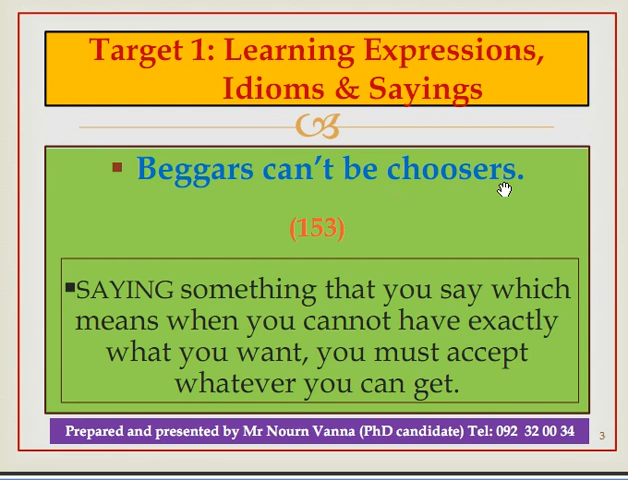 Target 1: Learning Expressions,
Idioms & Sayings
▪ Beggars can’t be choosers.
(153)
▪SAYING something that you say which
means when you cannot have exactly
what you want, you must accept
whatever you can get.
Prepared and presented by Mr Nourn Vanna (PhD candidate) Tel: 092 32 00 34
3